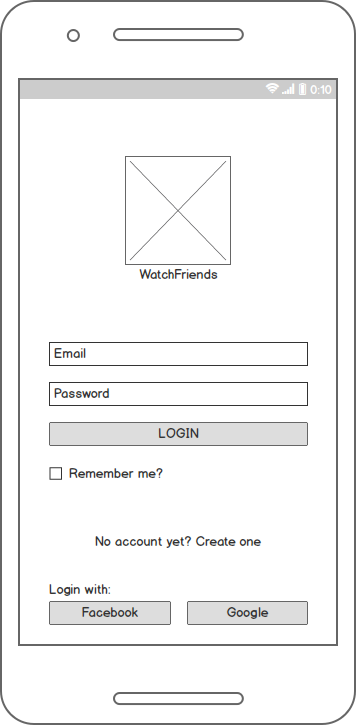 0:10
WatchFriends
Email
Password
LOGIN
Remember me?
No account yet? Create one
Login with:
Facebook
Google